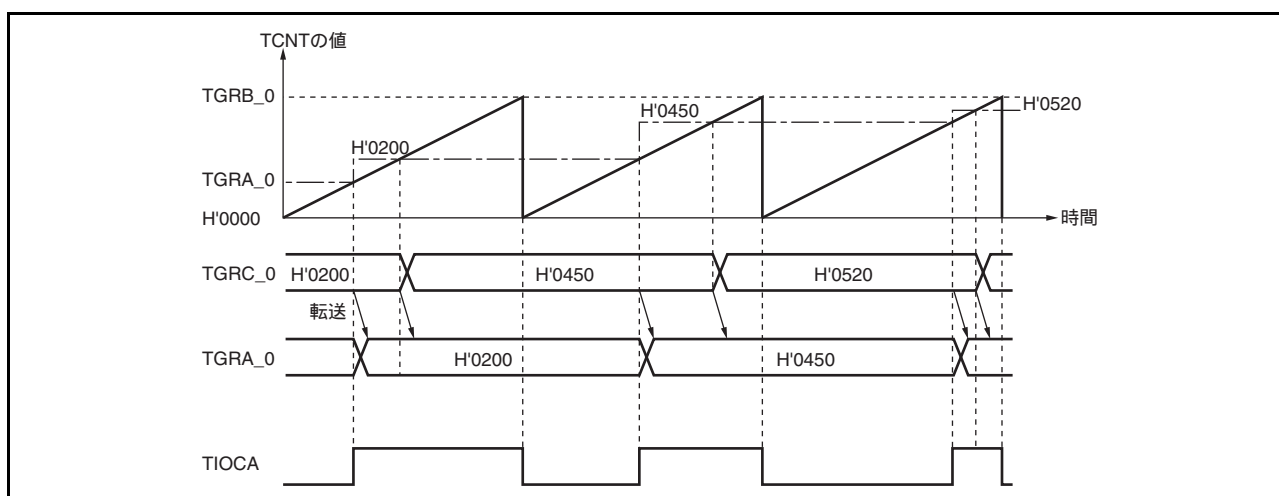 TCNTの値
TGRB_0
H'0450
H'0520
H'0200
TGRA_0
H'0000
時間
TGRC_0
H'0200
H'0450
H'0520
転送
TGRA_0
H'0200
H'0450
TIOCA